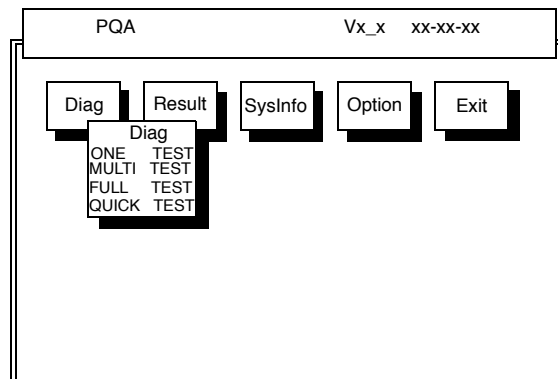 PQA Vx_x xx-xx-xx
Diag Result SysInfo Option Exit
Diag
ONE TEST
MULTI TEST
FULL TEST
QUICK TEST